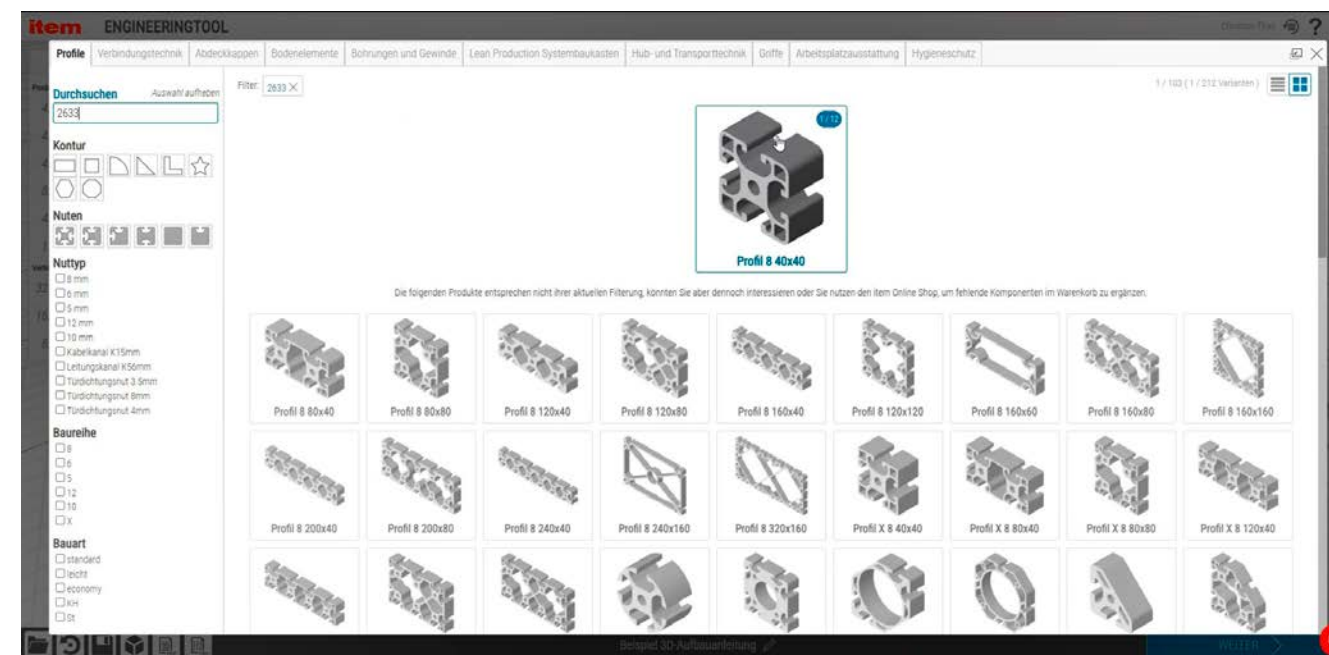 item ENGINEERINGTOOL
Profile Verbindungstechnik Abdeckkappen Bodenelemente Bohrungen und Gewinde Lean Production Systembaukasten Hub- und Transporttechnik Griffe Arbeitsplatzausstattung Hygieneschutz
Durchsuchen Auswahl aufheben
2633
Filter: 2633
1 / 103 ( 1 / 212 Varianten )
Kontur
Nuten
Nuttyp
8 mm
6 mm
5 mm
12 mm
10 mm
Kabelkanal K15mm
Leitungskanal K56mm
Türdichtungsnut 3.5mm
Türdichtungsnut 8mm
Türdichtungsnut 4mm
Baureihe
8
6
5
12
10
X
Bauart
standard
leicht
economy
KH
St
1 / 12
Profil 8 40x40
Die folgenden Produkte entsprechen nicht ihrer aktuellen Filterung, könnten Sie aber dennoch interessieren oder Sie nutzen den item Online Shop, um fehlende Komponenten im Warenkorb zu ergänzen.
Profil 8 80x40 Profil 8 80x80 Profil 8 120x40 Profil 8 120x80 Profil 8 160x40 Profil 8 120x120 Profil 8 160x60 Profil 8 160x80 Profil 8 160x160
Profil 8 200x40 Profil 8 200x80 Profil 8 240x40 Profil 8 240x160 Profil 8 320x160 Profil X 8 40x40 Profil X 8 80x40 Profil X 8 80x80 Profil X 8 120x40
Beispiel 3D-Aufbauanleitung
WEITER